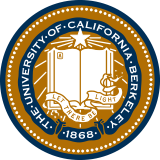 THE UNIVERSITY OF CALIFORNIA BERKELEY
LET THERE BE LIGHT
1868